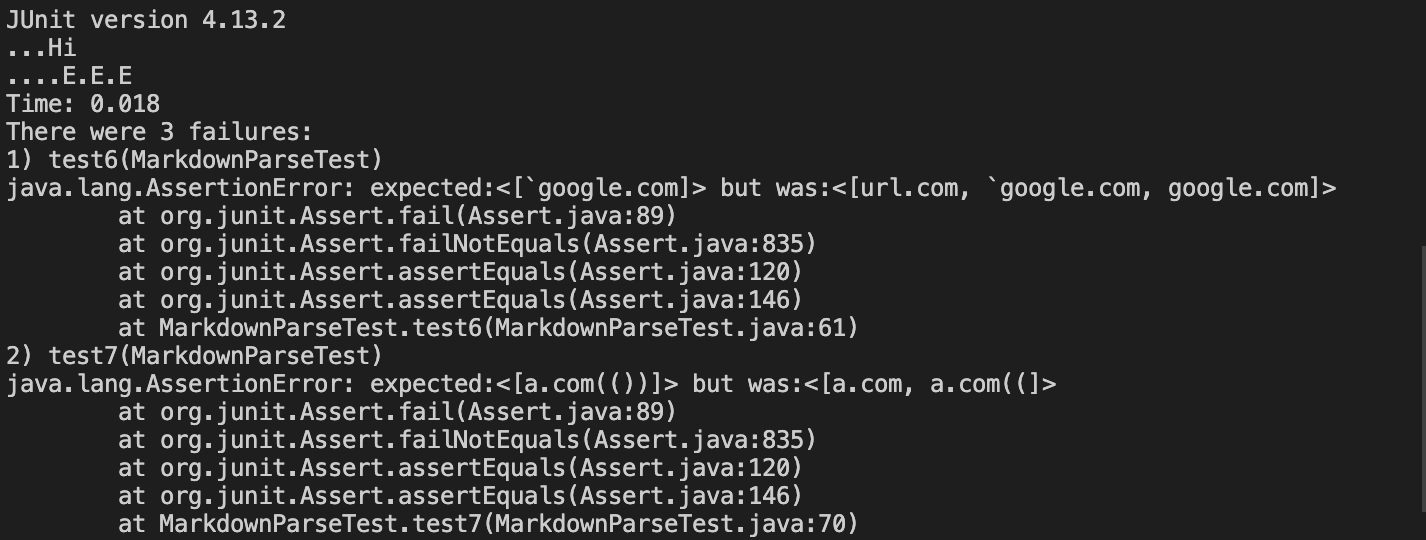 JUnit version 4.13.2
...Hi
....E.E.E
Time: 0.018
There were 3 failures:
1) test6(MarkdownParseTest)
java.lang.AssertionError: expected:<[`google.com]> but was:<[url.com, `google.com, google.com]>
        at org.junit.Assert.fail(Assert.java:89)
        at org.junit.Assert.failNotEquals(Assert.java:835)
        at org.junit.Assert.assertEquals(Assert.java:120)
        at org.junit.Assert.assertEquals(Assert.java:146)
        at MarkdownParseTest.test6(MarkdownParseTest.java:61)
2) test7(MarkdownParseTest)
java.lang.AssertionError: expected:<[a.com(())]> but was:<[a.com, a.com((]>
        at org.junit.Assert.fail(Assert.java:89)
        at org.junit.Assert.failNotEquals(Assert.java:835)
        at org.junit.Assert.assertEquals(Assert.java:120)
        at org.junit.Assert.assertEquals(Assert.java:146)
        at MarkdownParseTest.test7(MarkdownParseTest.java:70)